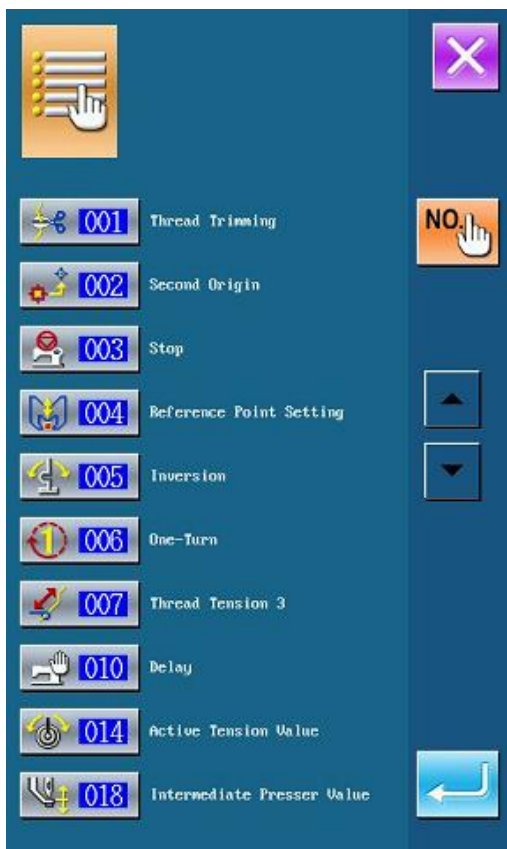 NO.
001 Thread Trimming
002 Second Origin
003 Stop
004 Reference Point Setting
005 Inversion
1
006 One-Turn
007 Thread Tension 3
010 Delay
014 Active Tension Value
018 Intermediate Presser Value